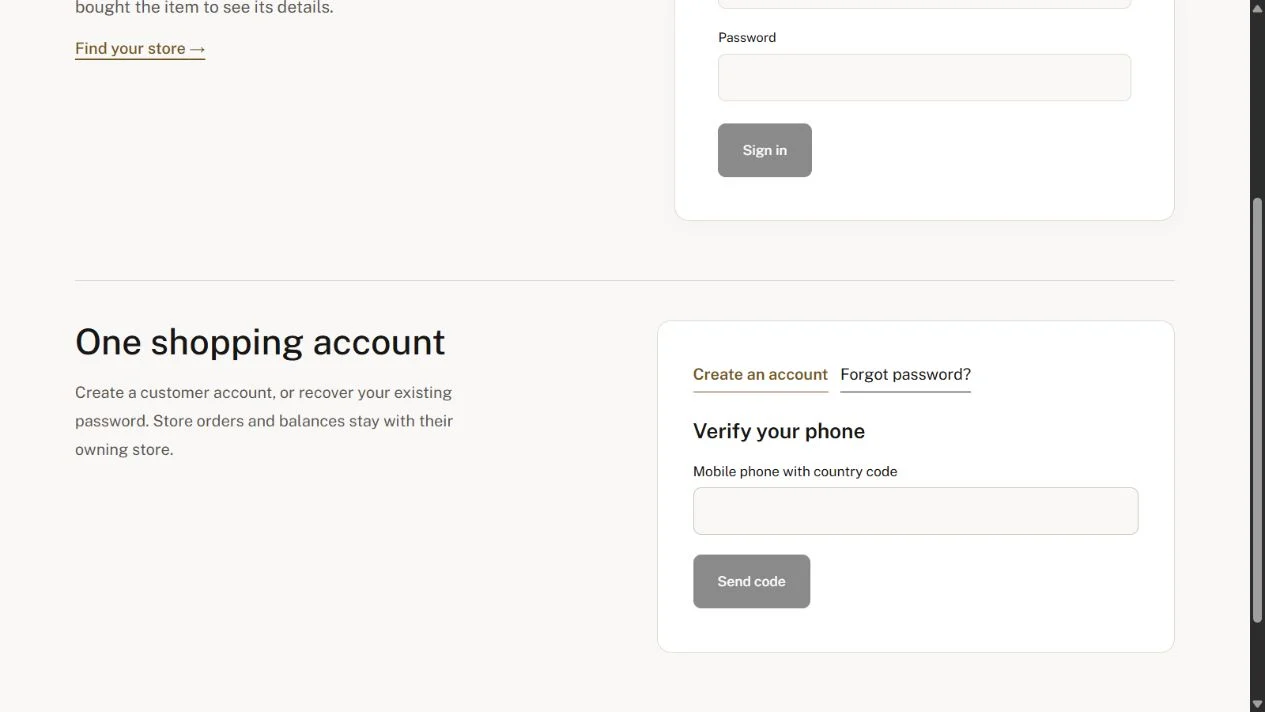 bought the item to see its details.
Find your store →
Password
Sign in
One shopping account
Create a customer account, or recover your existing
password. Store orders and balances stay with their
owning store.
Create an account Forgot password?
Verify your phone
Mobile phone with country code
Send code